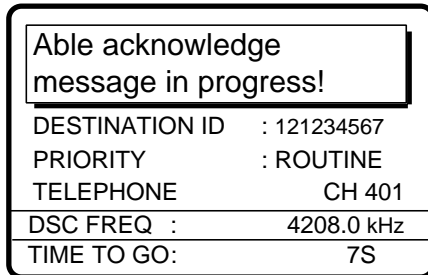 Able acknowledge
message in progress!
DESTINATION ID : 121234567
PRIORITY : ROUTINE
TELEPHONE CH 401
DSC FREQ : 4208.0 kHz
TIME TO GO: 7S